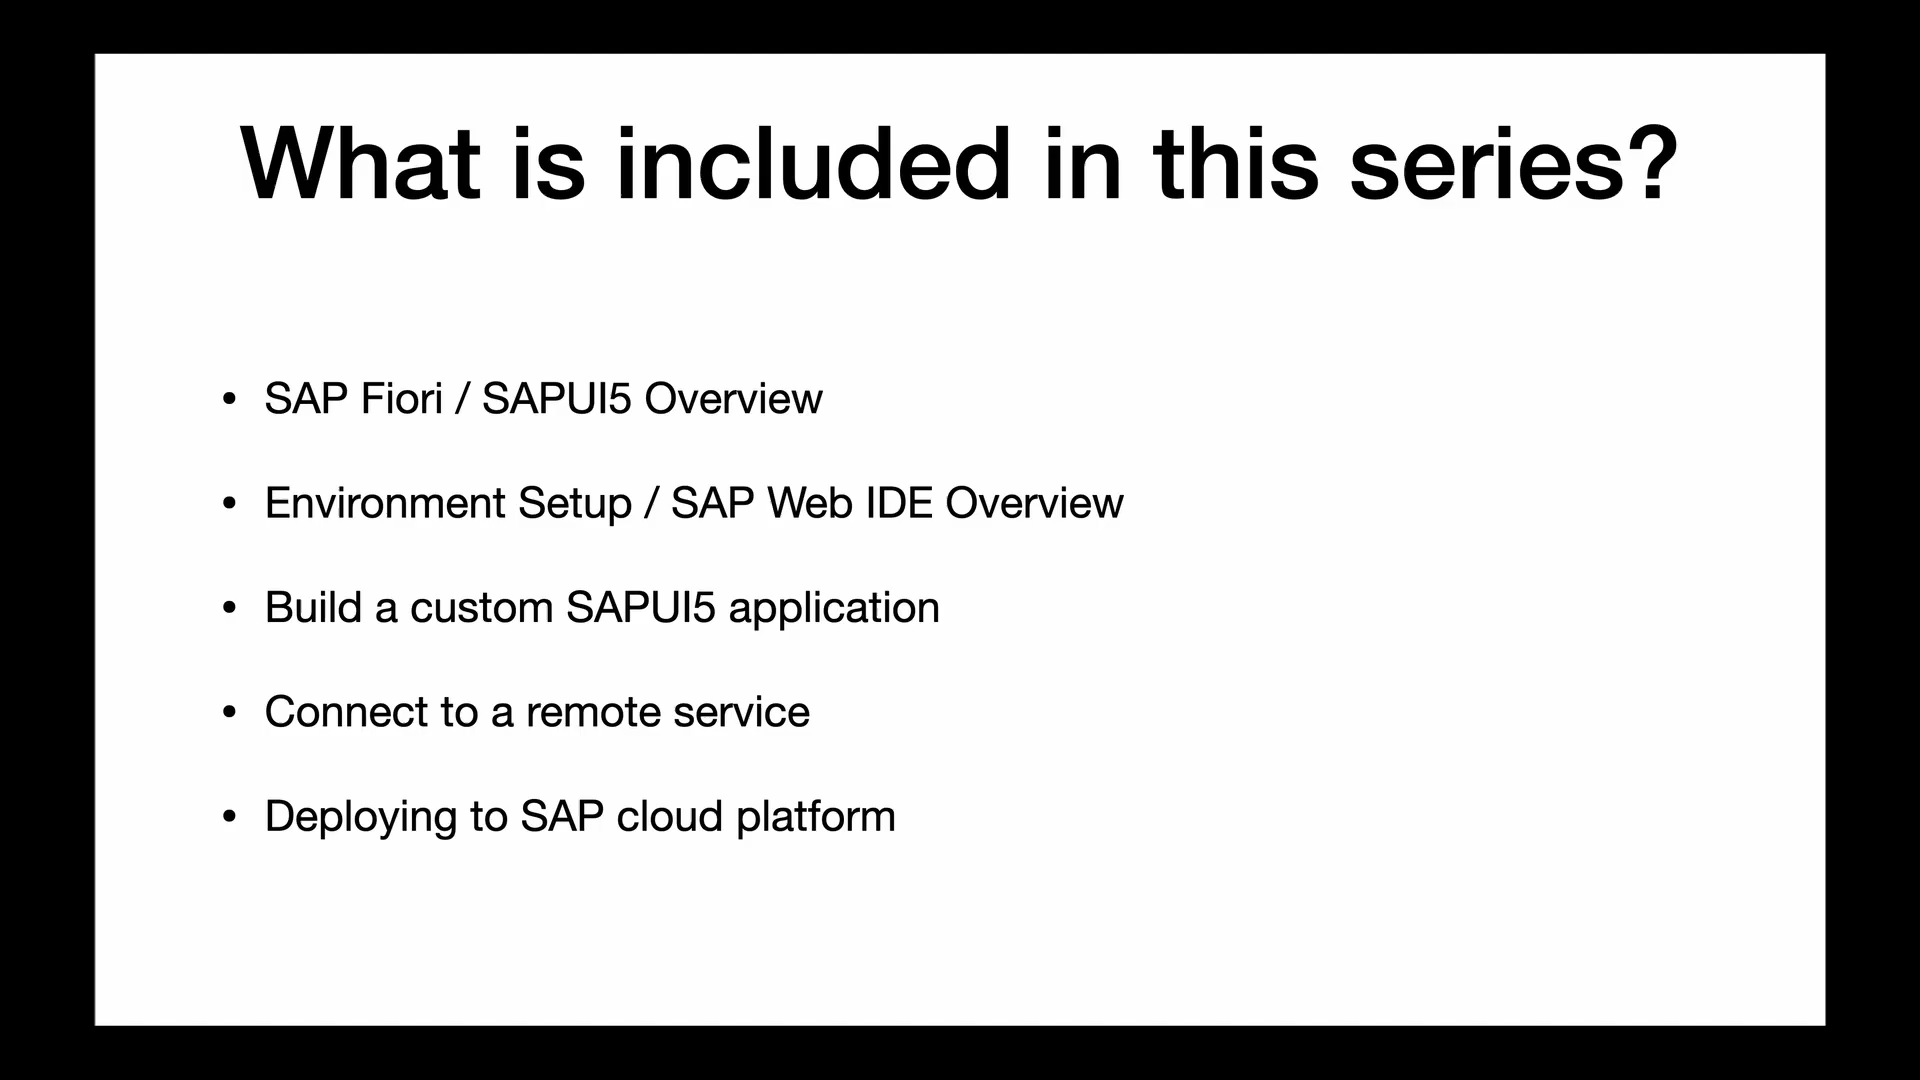 What is included in this series?
• SAP Fiori / SAPUI5 Overview
• Environment Setup / SAP Web IDE Overview
• Build a custom SAPUI5 application
• Connect to a remote service
• Deploying to SAP cloud platform